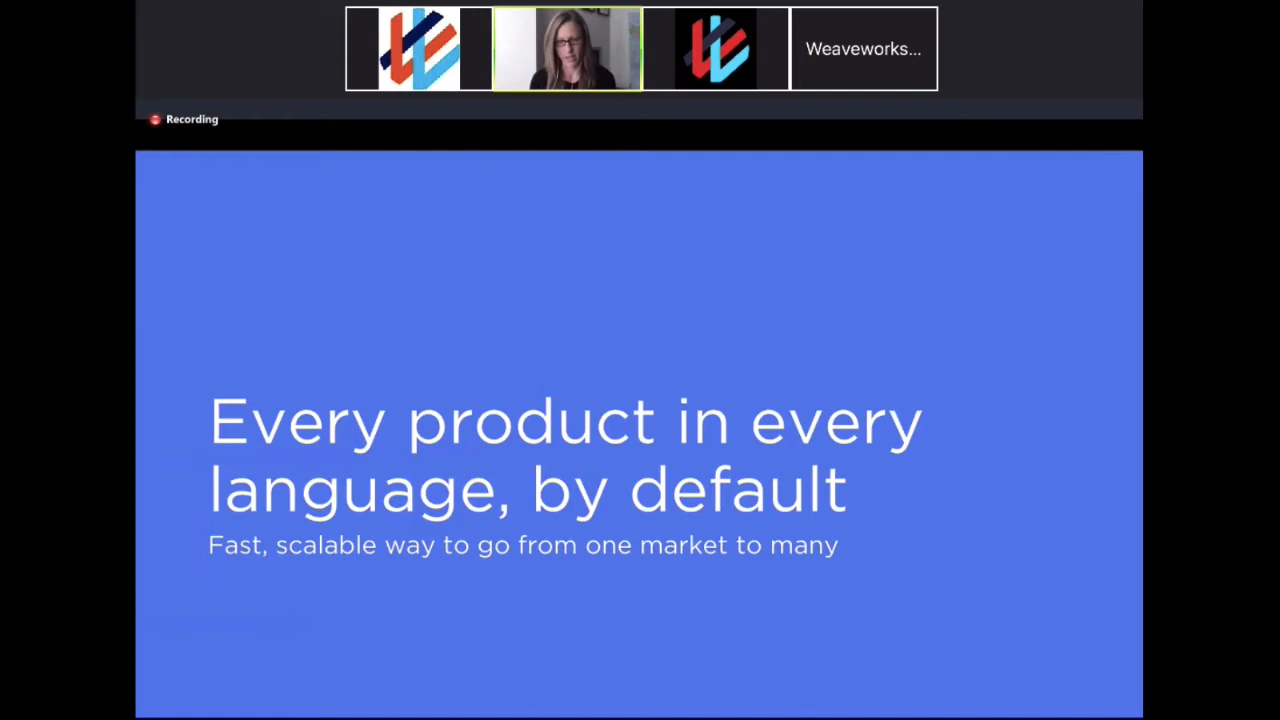 Weaveworks...
Recording
Every product in every
language, by default
Fast, scalable way to go from one market to many